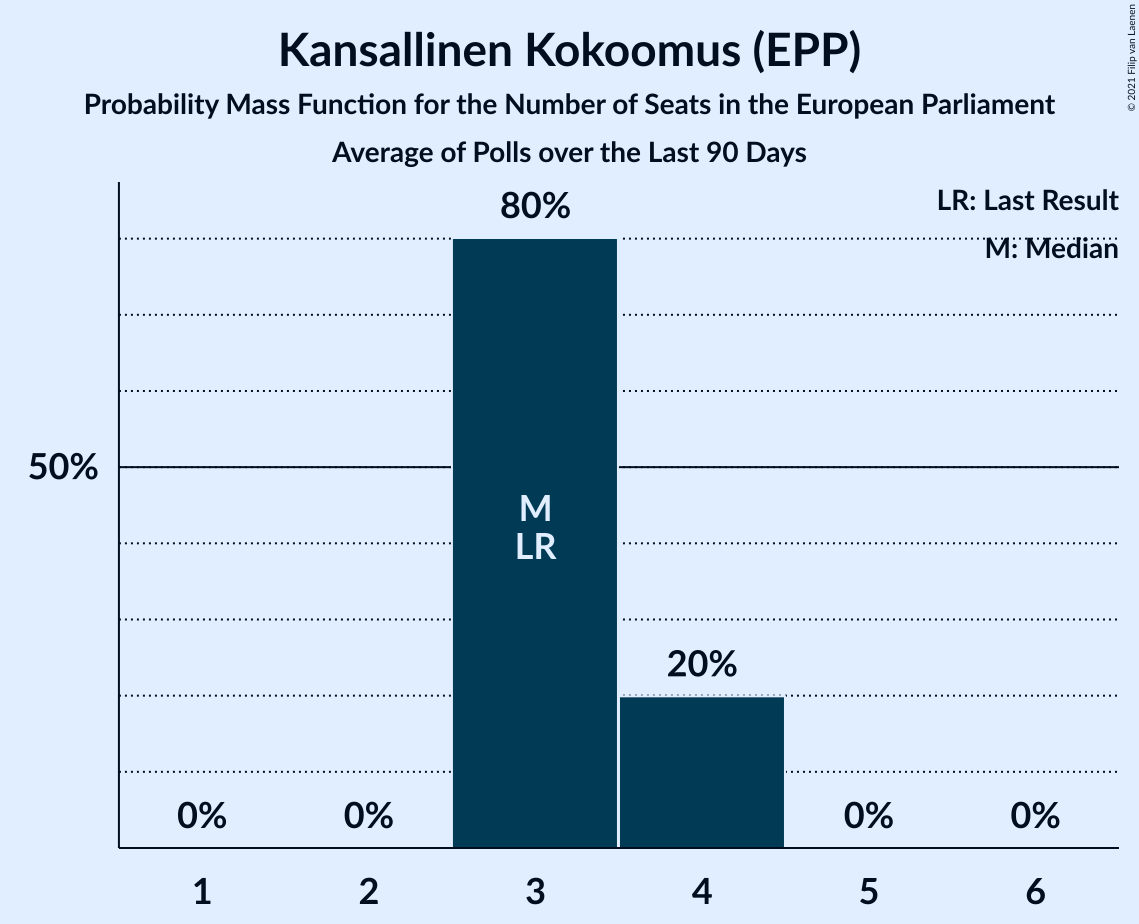 Kansallinen Kokoomus (EPP)
Probability Mass Function for the Number of Seats in the European Parliament
Average of Polls over the Last 90 Days
© 2021 Filip van Laenen
LR: Last Result
M: Median
80%
50%
M
LR
20%
0%
0%
0%
0%
1
2
3
4
5
6